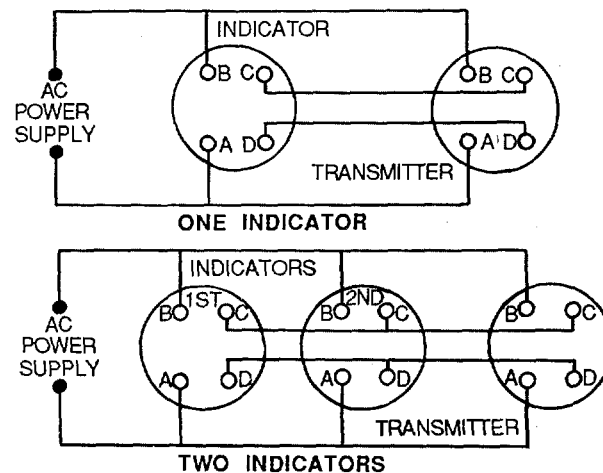 INDICATOR
B C B C
AC
POWER
SUPPLY
A D A D
TRANSMITTER
ONE INDICATOR
INDICATORS
1ST 2ND
B C B C B C
AC
POWER
SUPPLY
A D A D A D
TRANSMITTER
TWO INDICATORS